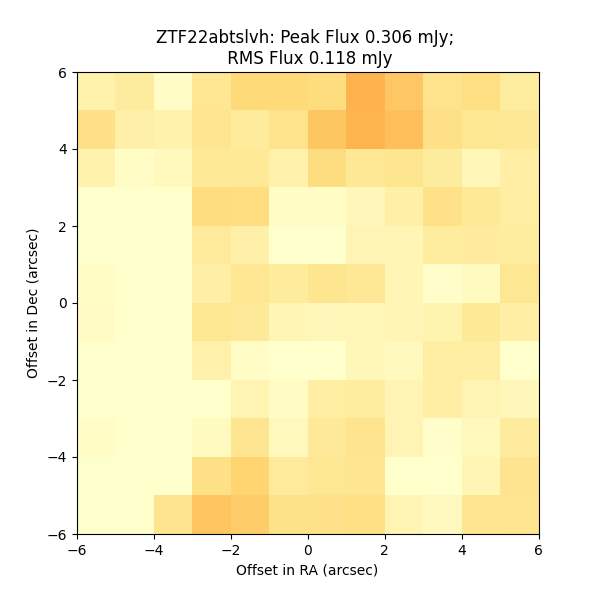 ZTF22abtslvh: Peak Flux 0.306 mJy;
RMS Flux 0.118 mJy
6
4
2
0
−2
−4
−6
Offset in Dec (arcsec)
−6 −4 −2 0 2 4 6
Offset in RA (arcsec)